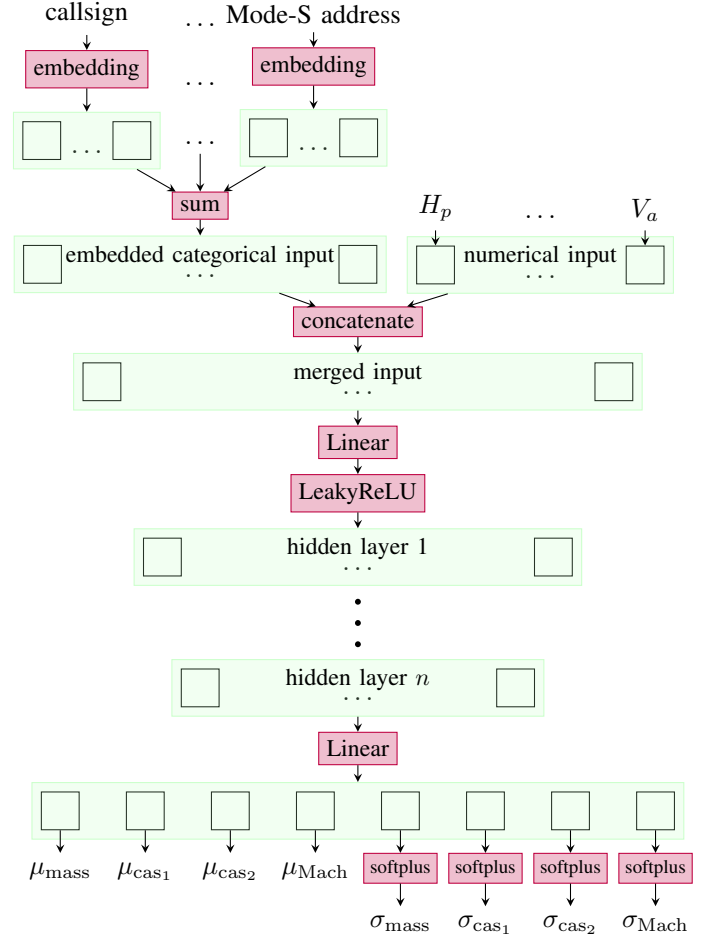 callsign ... Mode-S address
embedding ... embedding
... ... ...
sum
H_p ... V_a
embedded categorical input
...
numerical input
...
concatenate
merged input
...
Linear
LeakyReLU
hidden layer 1
...
hidden layer n
...
Linear
μ_mass μ_cas₁ μ_cas₂ μ_Mach softplus softplus softplus softplus
σ_mass σ_cas₁ σ_cas₂ σ_Mach